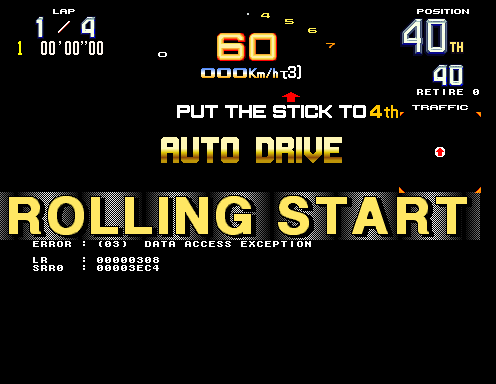 LAP
1 / 4
1 00'00"00
4
5
6
7
60
000Km/h
3
POSITION
40TH
40
RETIRE 0
PUT THE STICK TO 4th
TRAFFIC
AUTO DRIVE
ROLLING START
ERROR : (03) DATA ACCESS EXCEPTION
LR : 00000308
SRR0 : 00003EC4